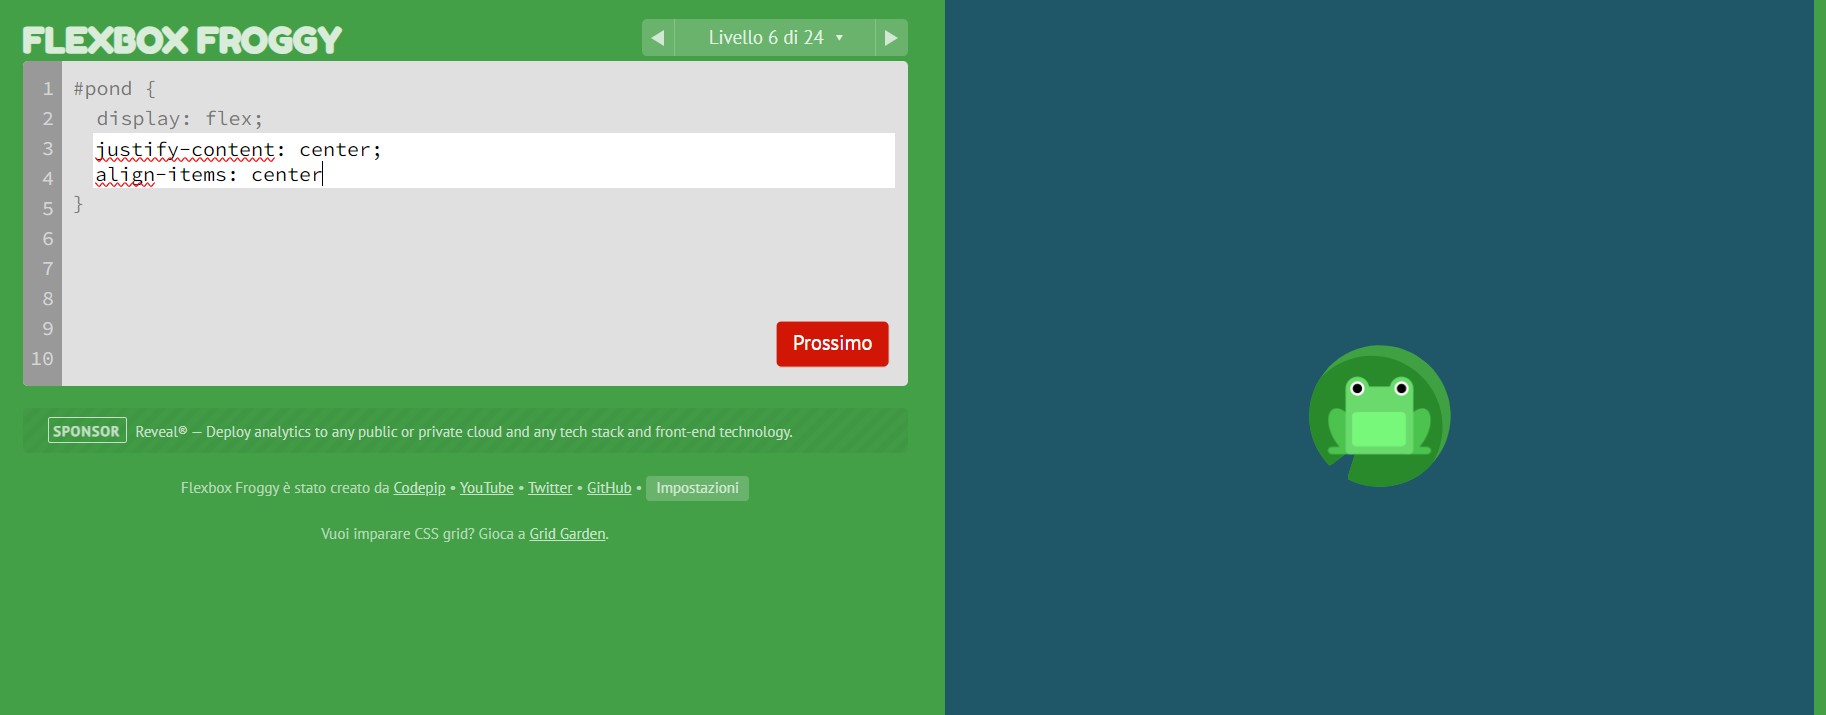 FLEXBOX FROGGY
Livello 6 di 24
1 #pond {
2 display: flex;
3 justify-content: center;
4 align-items: center
5 }
6
7
8
9
10
Prossimo
SPONSOR Reveal® — Deploy analytics to any public or private cloud and any tech stack and front-end technology.
Flexbox Froggy è stato creato da Codepip • YouTube • Twitter • GitHub • Impostazioni
Vuoi imparare CSS grid? Gioca a Grid Garden.